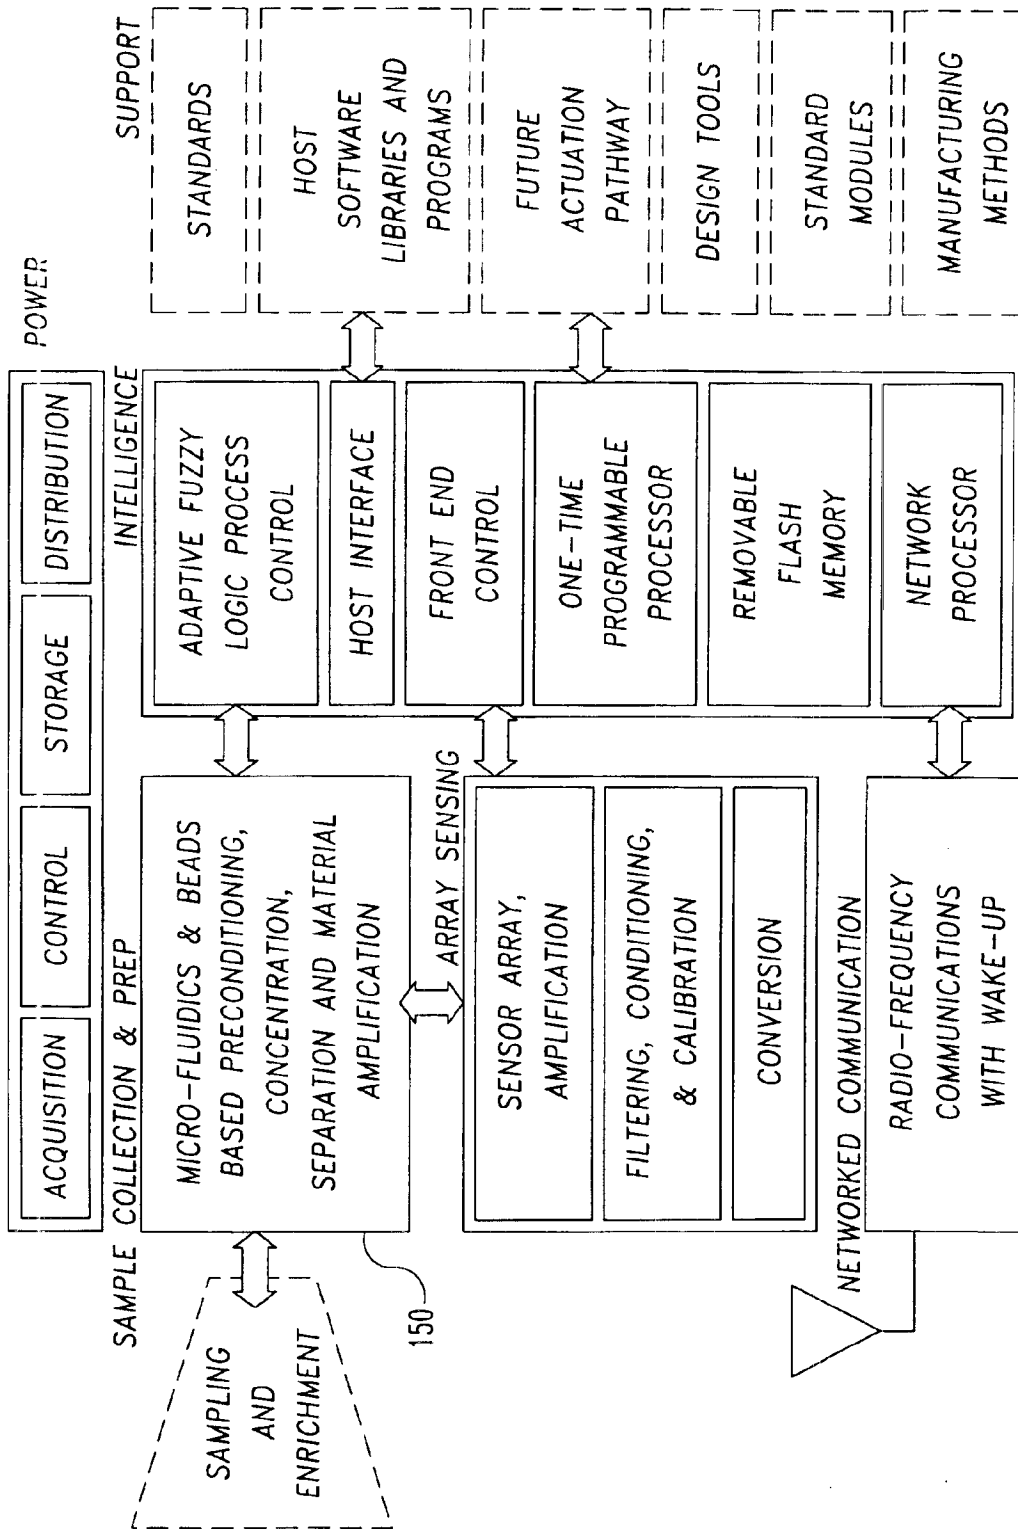 POWER
ACQUISITION
CONTROL
STORAGE
DISTRIBUTION
SAMPLE COLLECTION & PREP
SAMPLING
AND
ENRICHMENT
MICRO-FLUIDICS & BEADS
BASED PRECONDITIONING,
CONCENTRATION,
SEPARATION AND MATERIAL
AMPLIFICATION
150
ARRAY SENSING
SENSOR ARRAY,
AMPLIFICATION
FILTERING, CONDITIONING,
& CALIBRATION
CONVERSION
NETWORKED COMMUNICATION
RADIO-FREQUENCY
COMMUNICATIONS
WITH WAKE-UP
INTELLIGENCE
ADAPTIVE FUZZY
LOGIC PROCESS
CONTROL
HOST INTERFACE
FRONT END
CONTROL
ONE-TIME
PROGRAMMABLE
PROCESSOR
REMOVABLE
FLASH
MEMORY
NETWORK
PROCESSOR
SUPPORT
STANDARDS
HOST
SOFTWARE
LIBRARIES AND
PROGRAMS
FUTURE
ACTUATION
PATHWAY
DESIGN TOOLS
STANDARD
MODULES
MANUFACTURING
METHODS